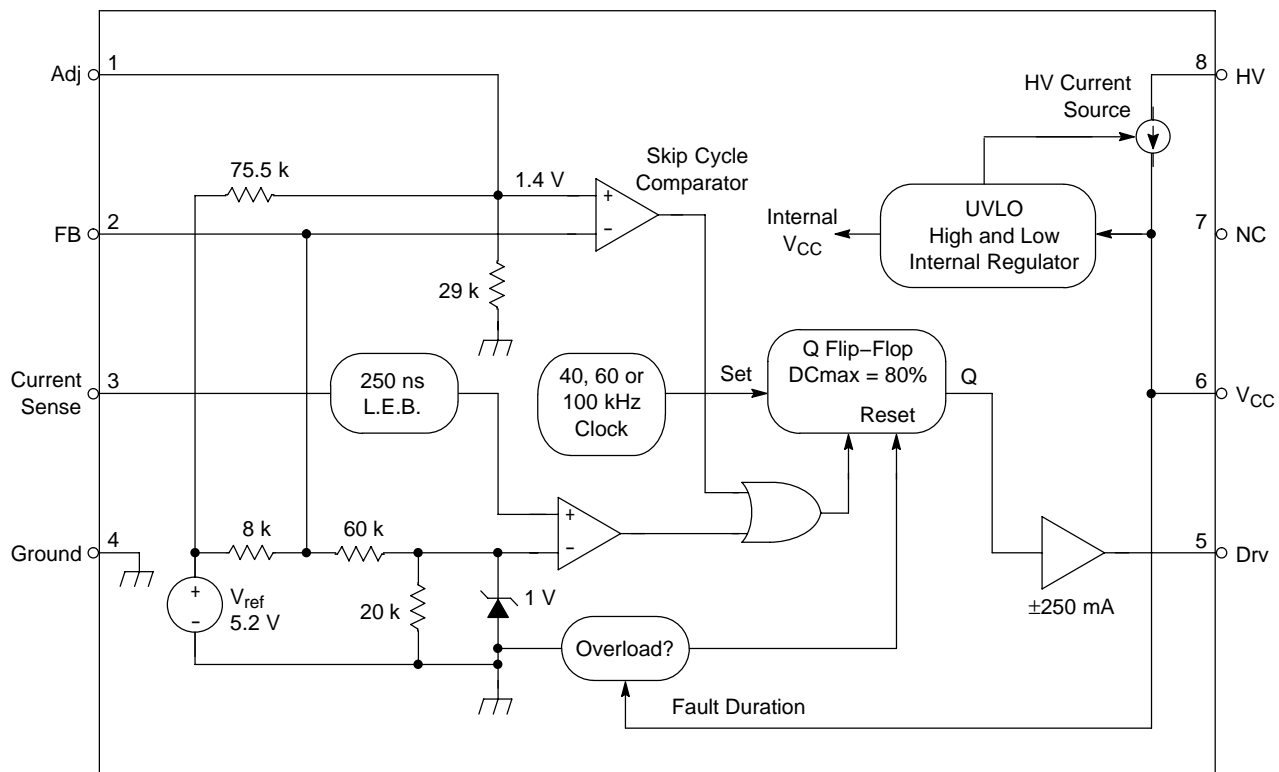 Adj
1
8
HV
HV Current
Source
75.5 k
1.4 V
Skip Cycle
Comparator
+
−
FB
2
Internal
VCC
UVLO
High and Low
Internal Regulator
7
NC
29 k
Current
Sense
3
250 ns
L.E.B.
40, 60 or
100 kHz
Clock
Set
Q Flip−Flop
DCmax = 80%
Reset
Q
6
VCC
Ground
4
8 k
60 k
+
−
5
Drv
±250 mA
+
−
Vref
5.2 V
20 k
1 V
Overload?
Fault Duration